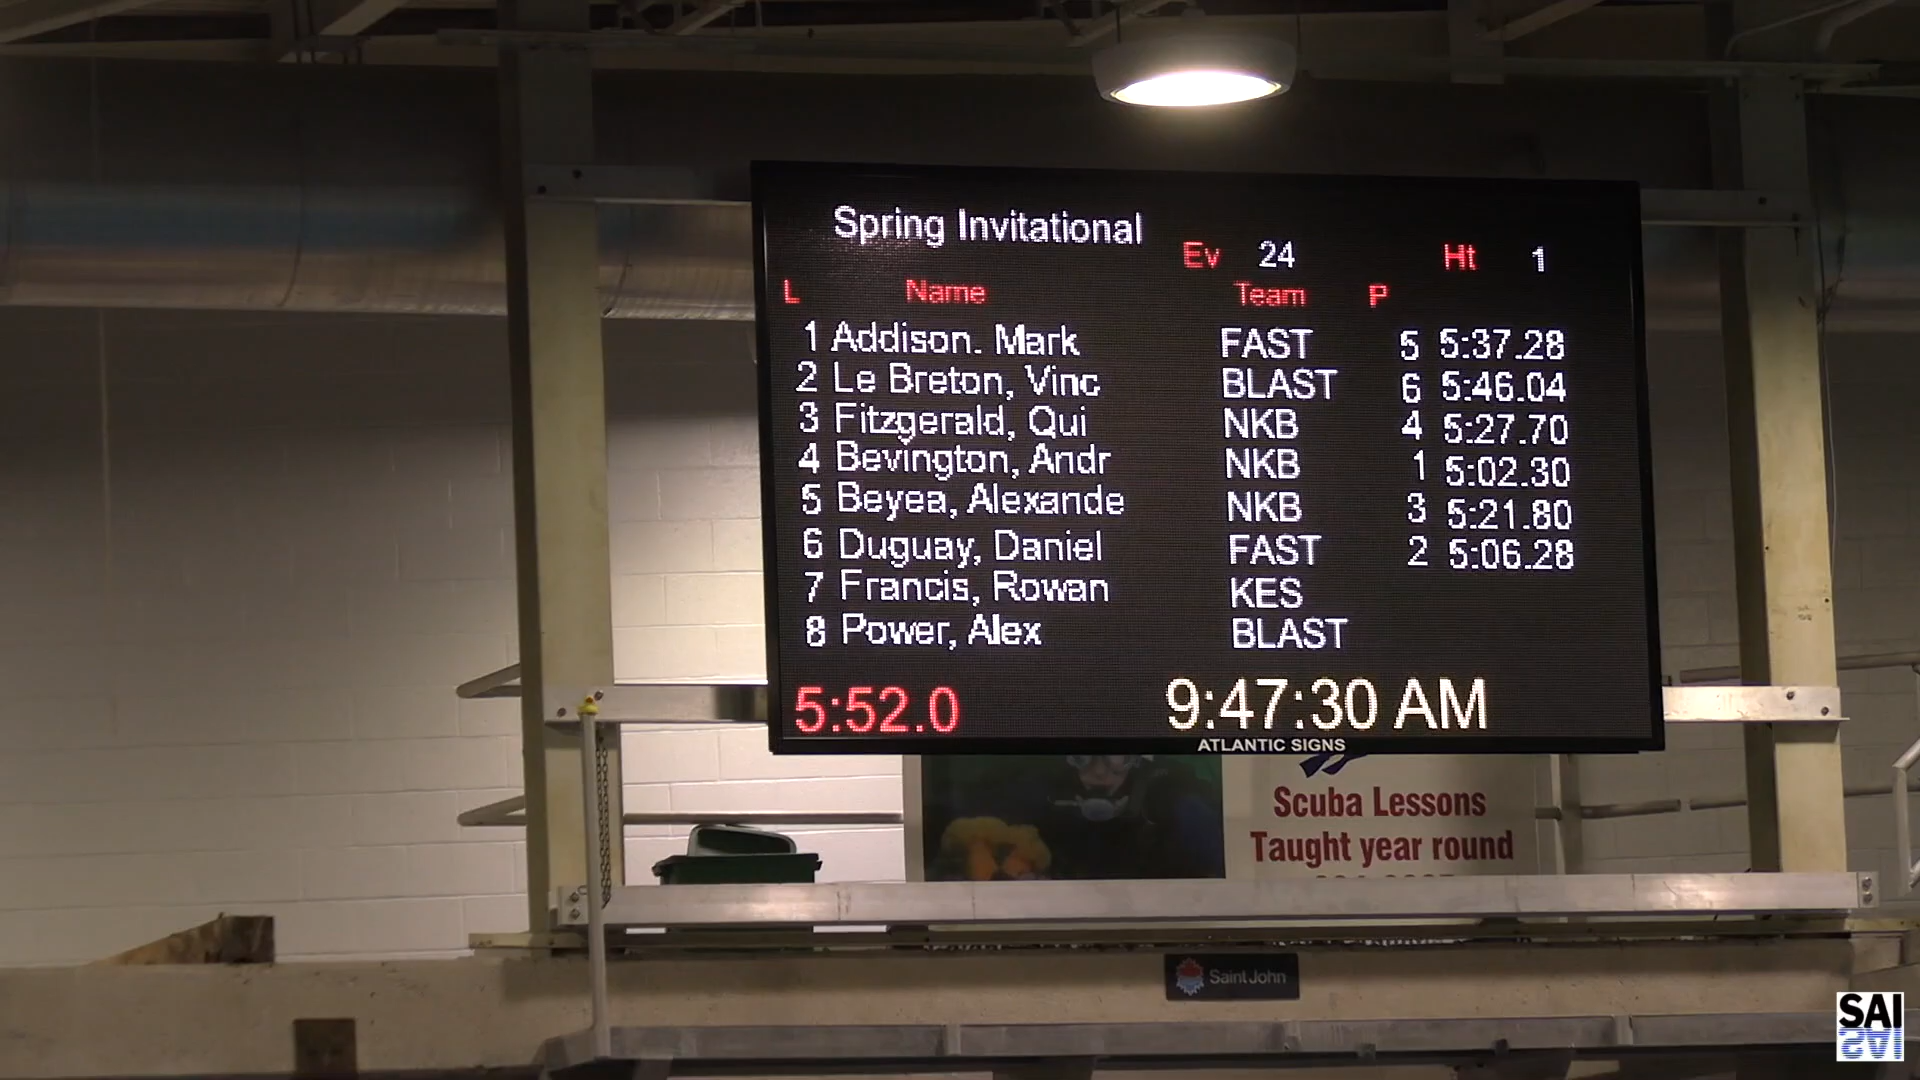 Spring Invitational
Ev 24 Ht 1
L Name Team P
1 Addison. Mark FAST 5 5:37.28
2 Le Breton, Vinc BLAST 6 5:46.04
3 Fitzgerald, Qui NKB 4 5:27.70
4 Bevington, Andr NKB 1 5:02.30
5 Beyea, Alexande NKB 3 5:21.80
6 Duguay, Daniel FAST 2 5:06.28
7 Francis, Rowan KES
8 Power, Alex BLAST
5:52.0 9:47:30 AM
ATLANTIC SIGNS
Scuba Lessons
Taught year round
Saint John
SAI